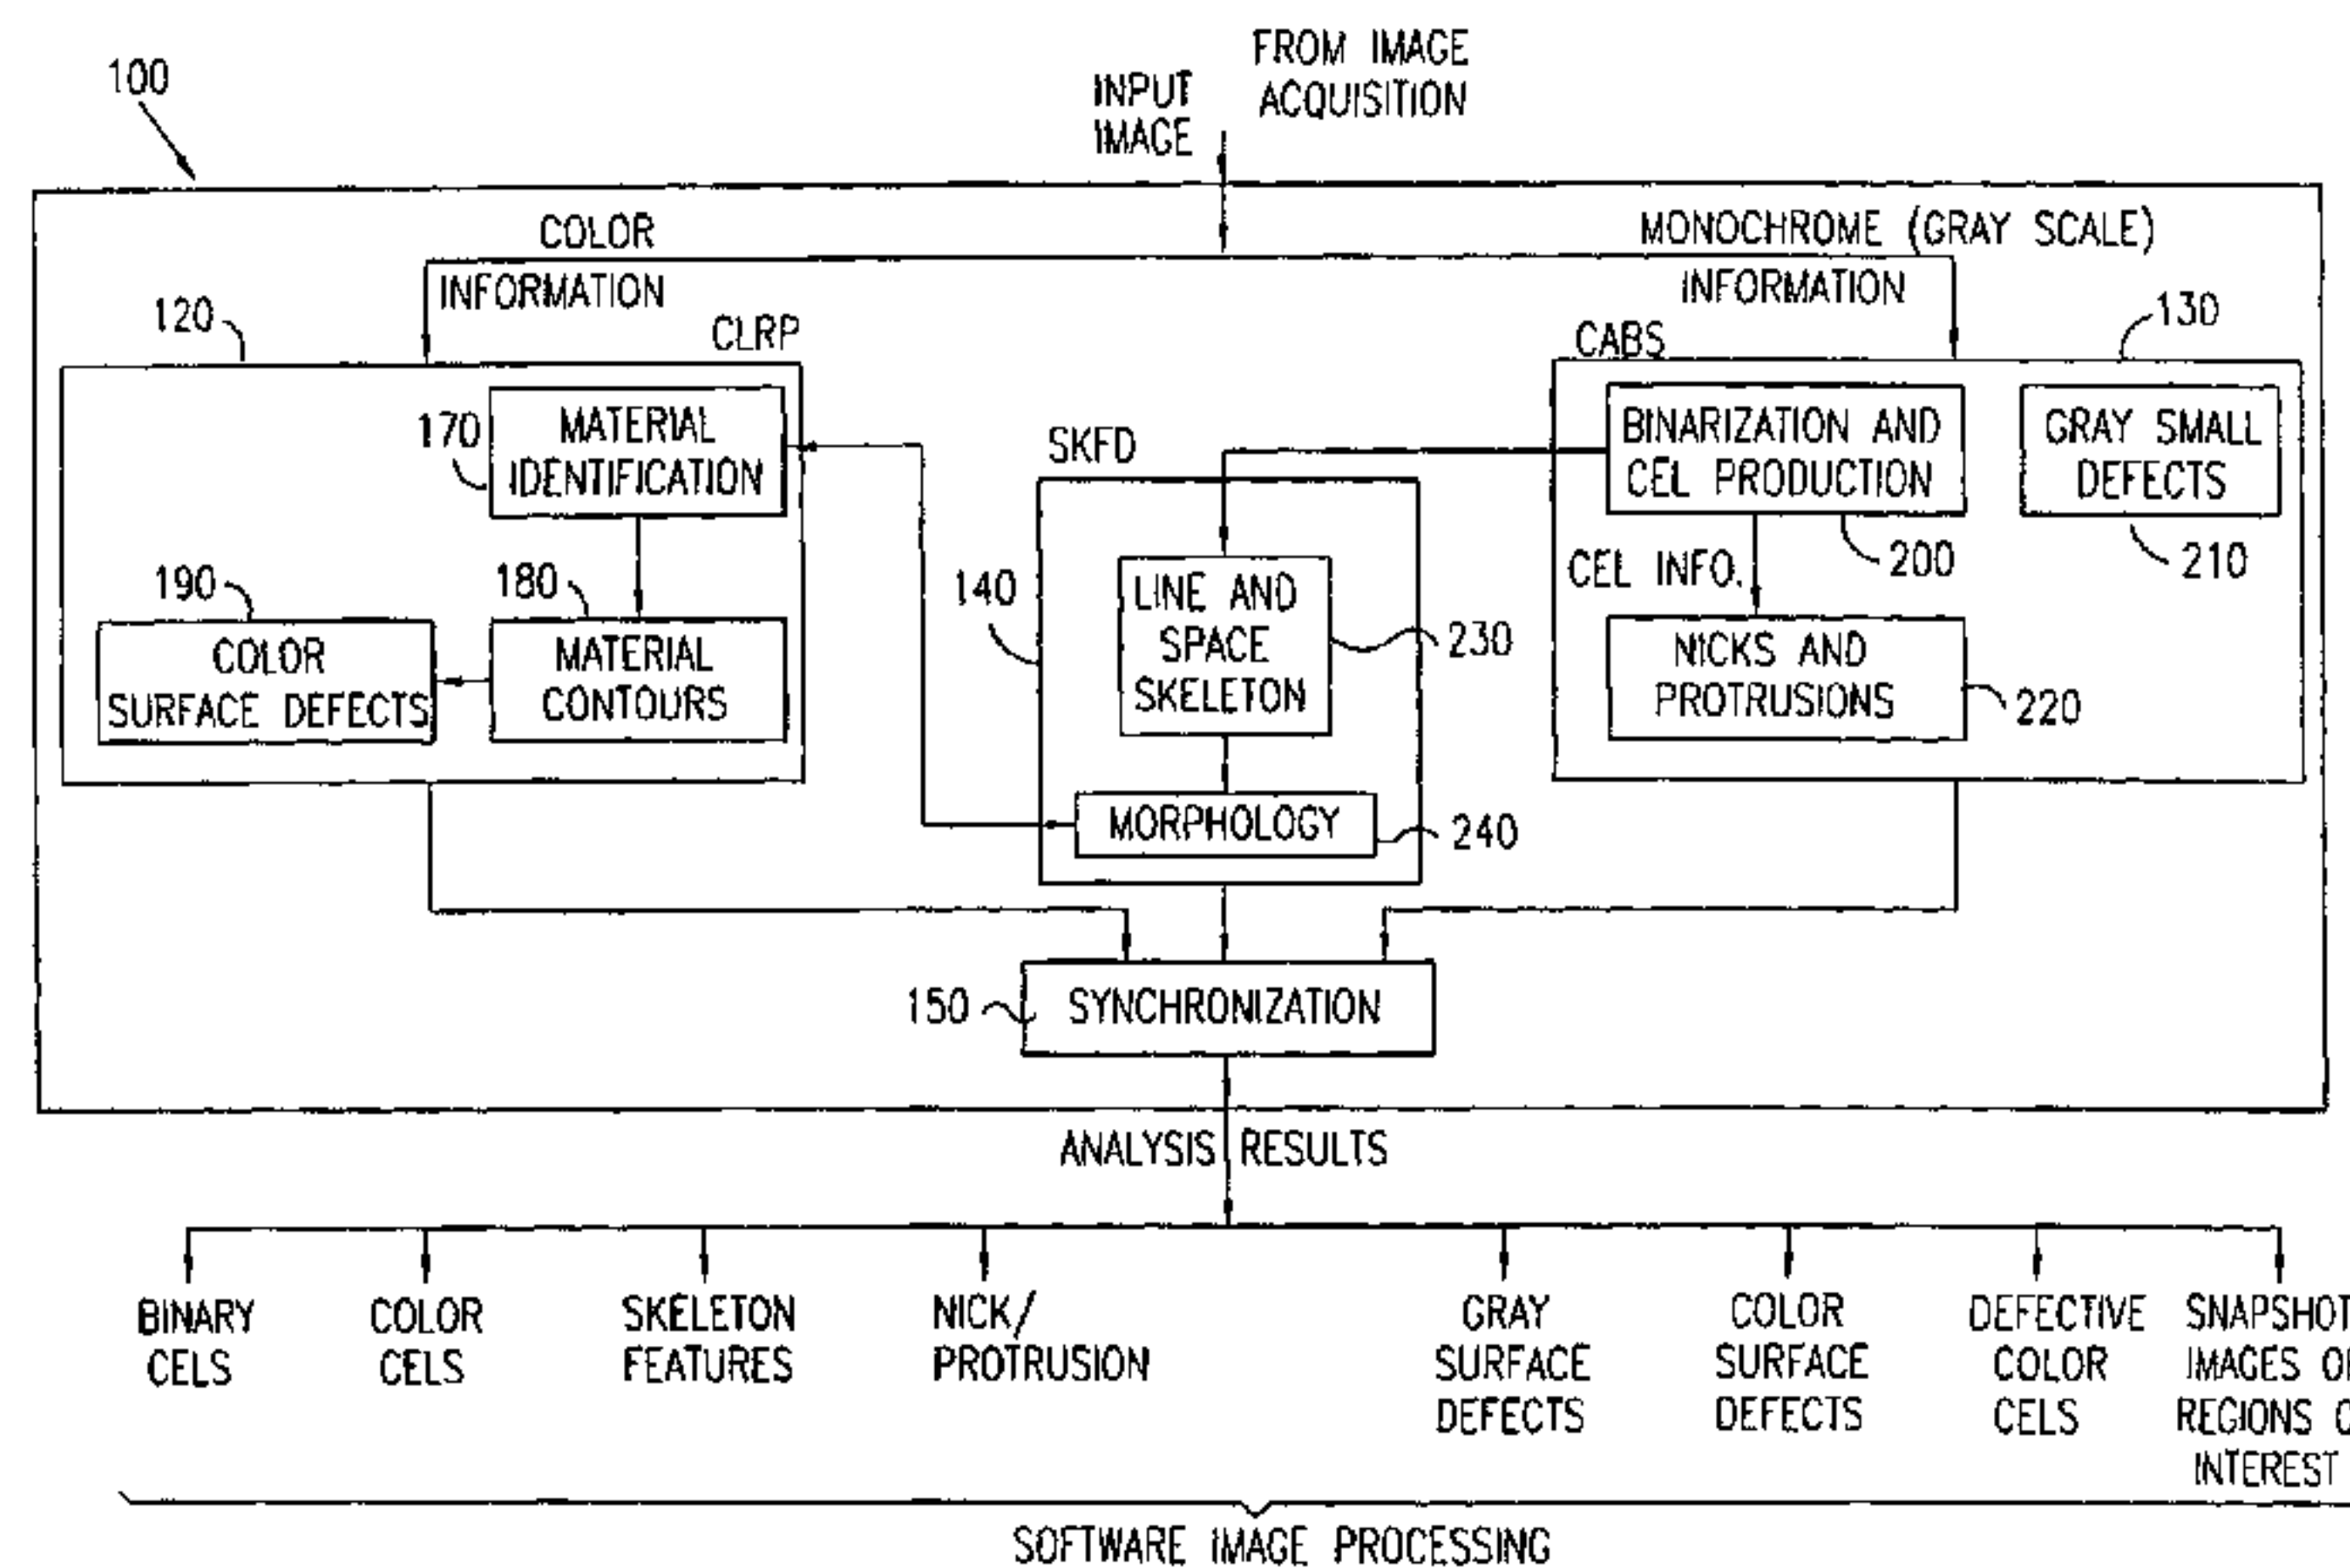 FROM IMAGE
ACQUISITION
INPUT
IMAGE
100
COLOR
INFORMATION
MONOCHROME (GRAY SCALE)
INFORMATION
120
CLRP
170
MATERIAL
IDENTIFICATION
190
COLOR
SURFACE DEFECTS
180
MATERIAL
CONTOURS
SKFD
140
LINE AND
SPACE
SKELETON
230
MORPHOLOGY
240
CABS
130
BINARIZATION AND
CEL PRODUCTION
200
GRAY SMALL
DEFECTS
210
CEL INFO.
NICKS AND
PROTRUSIONS
220
150
SYNCHRONIZATION
ANALYSIS RESULTS
BINARY
CELS
COLOR
CELS
SKELETON
FEATURES
NICK/
PROTRUSION
GRAY
SURFACE
DEFECTS
COLOR
SURFACE
DEFECTS
DEFECTIVE
COLOR
CELS
SNAPSHOT
IMAGES
REGIONS
INTEREST
SOFTWARE IMAGE PROCESSING